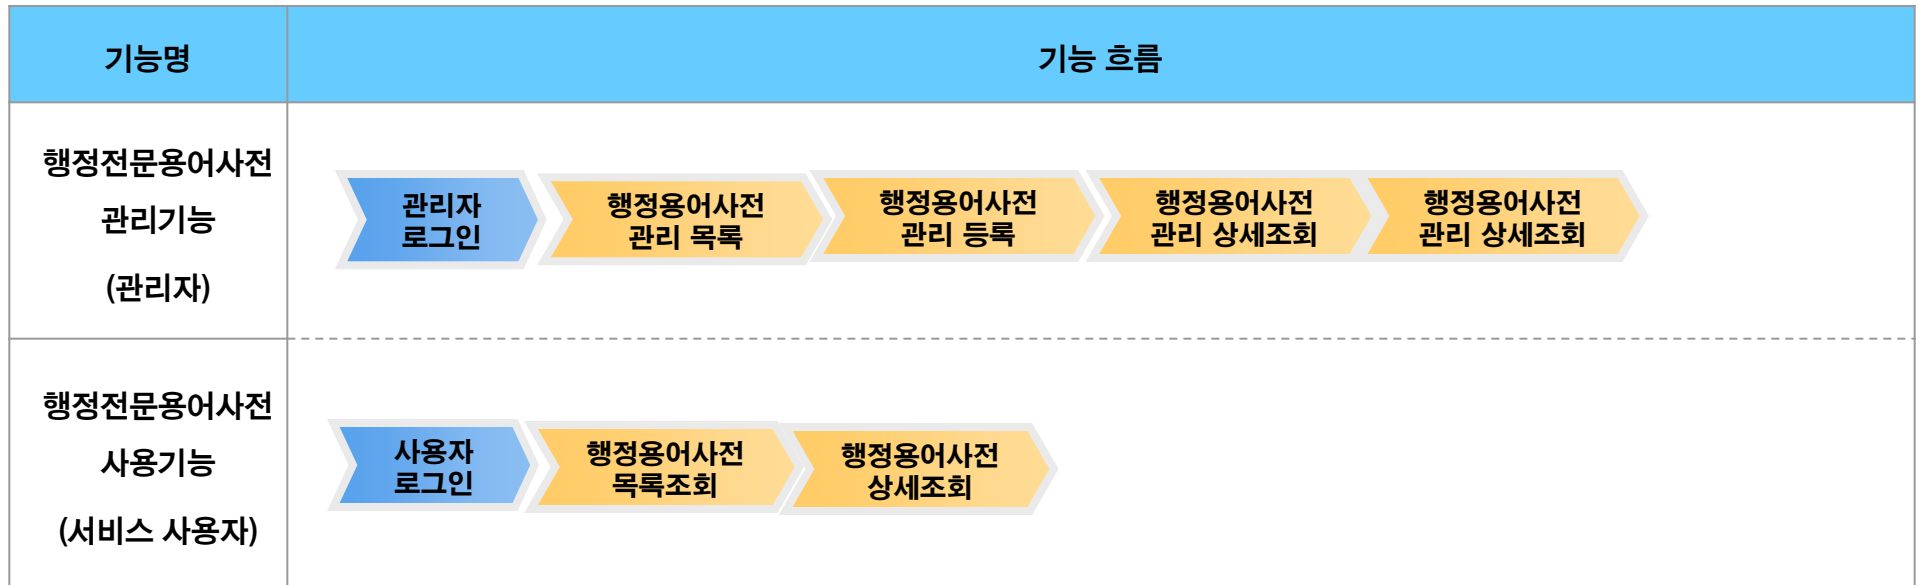 기능명
기능 흐름
행정전문용어사전
관리기능
(관리자)
관리자
로그인
행정용어사전
관리 목록
행정용어사전
관리 등록
행정용어사전
관리 상세조회
행정용어사전
관리 상세조회
행정전문용어사전
사용기능
(서비스 사용자)
사용자
로그인
행정용어사전
목록조회
행정용어사전
상세조회